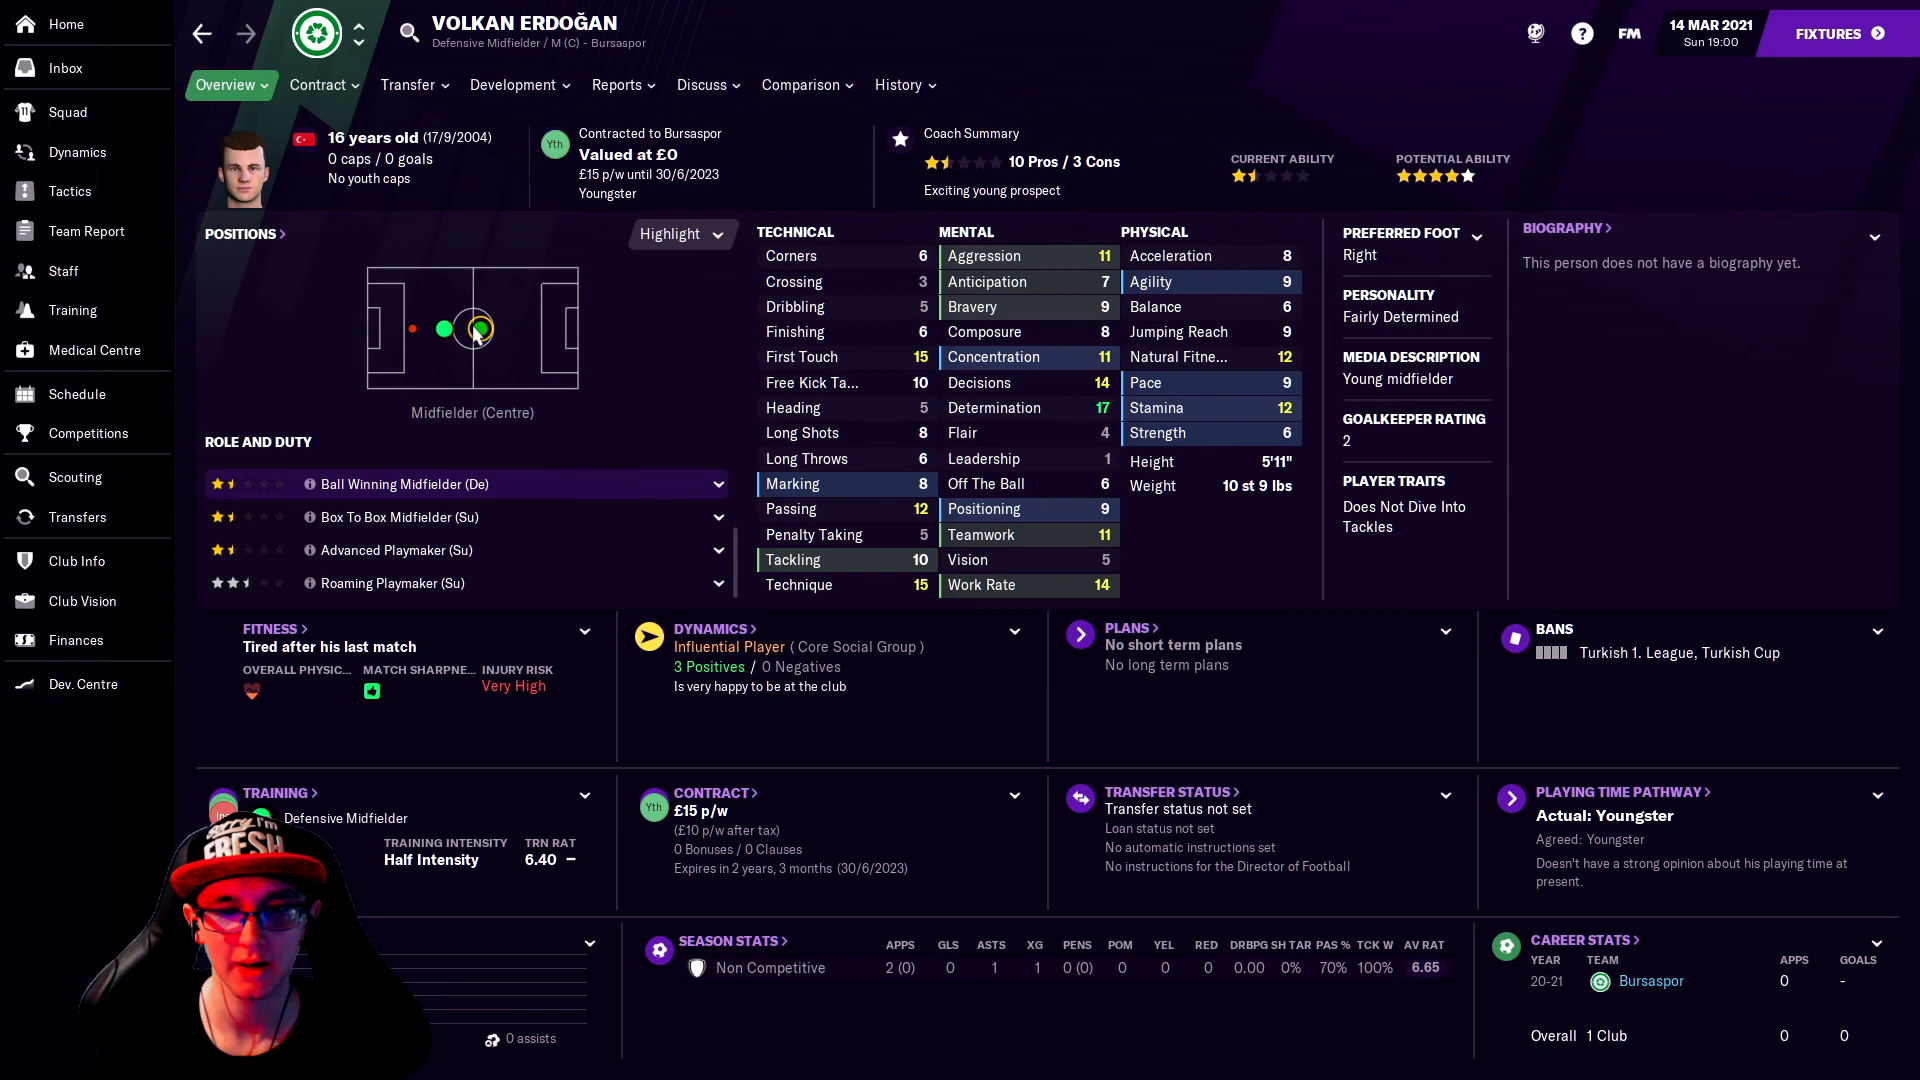 Home
Inbox
Squad
Dynamics
Tactics
Team Report
Staff
Training
Medical Centre
Schedule
Competitions
Scouting
Transfers
Club Info
Club Vision
Finances
Dev. Centre
VOLKAN ERDOĞAN
Defensive Midfielder / M (C) - Bursaspor
? FM
14 MAR 2021
Sun 19:00
FIXTURES
Overview Contract Transfer Development Reports Discuss Comparison History
16 years old (17/9/2004)
0 caps / 0 goals
No youth caps
Yth
Contracted to Bursaspor
Valued at £0
£15 p/w until 30/6/2023
Youngster
Coach Summary
10 Pros / 3 Cons
Exciting young prospect
CURRENT ABILITY
POTENTIAL ABILITY
POSITIONS >
Highlight
Midfielder (Centre)
ROLE AND DUTY
Ball Winning Midfielder (De)
Box To Box Midfielder (Su)
Advanced Playmaker (Su)
Roaming Playmaker (Su)
TECHNICAL
Corners 6
Crossing 3
Dribbling 5
Finishing 6
First Touch 15
Free Kick Ta... 10
Heading 5
Long Shots 8
Long Throws 6
Marking 8
Passing 12
Penalty Taking 5
Tackling 10
Technique 15
MENTAL
Aggression 11
Anticipation 7
Bravery 9
Composure 8
Concentration 11
Decisions 14
Determination 17
Flair 4
Leadership 1
Off The Ball 6
Positioning 9
Teamwork 11
Vision 5
Work Rate 14
PHYSICAL
Acceleration 8
Agility 9
Balance 6
Jumping Reach 9
Natural Fitne... 12
Pace 9
Stamina 12
Strength 6
Height 5'11"
Weight 10 st 9 lbs
PREFERRED FOOT
Right
PERSONALITY
Fairly Determined
MEDIA DESCRIPTION
Young midfielder
GOALKEEPER RATING
2
PLAYER TRAITS
Does Not Dive Into
Tackles
BIOGRAPHY >
This person does not have a biography yet.
FITNESS >
Tired after his last match
OVERALL PHYSIC... MATCH SHARPNE... INJURY RISK
Very High
DYNAMICS >
Influential Player ( Core Social Group )
3 Positives / 0 Negatives
Is very happy to be at the club
PLANS >
No short term plans
No long term plans
BANS
Turkish 1. League, Turkish Cup
TRAINING >
Defensive Midfielder
TRAINING INTENSITY TRN RAT
Half Intensity 6.40 –
SORRY I'M
FRESH
Yth
CONTRACT >
£15 p/w
(£10 p/w after tax)
0 Bonuses / 0 Clauses
Expires in 2 years, 3 months (30/6/2023)
TRANSFER STATUS >
Transfer status not set
Loan status not set
No automatic instructions set
No instructions for the Director of Football
PLAYING TIME PATHWAY >
Actual: Youngster
Agreed: Youngster
Doesn't have a strong opinion about his playing time at
present.
0 assists
SEASON STATS > APPS GLS ASTS XG PENS POM YEL RED DRBPG SH TAR PAS % TCK W AV RAT
Non Competitive 2 (0) 0 1 1 0 (0) 0 0 0 0.00 0% 70% 100% 6.65
CAREER STATS >
YEAR TEAM APPS GOALS
20-21 Bursaspor 0 -
Overall 1 Club 0 0